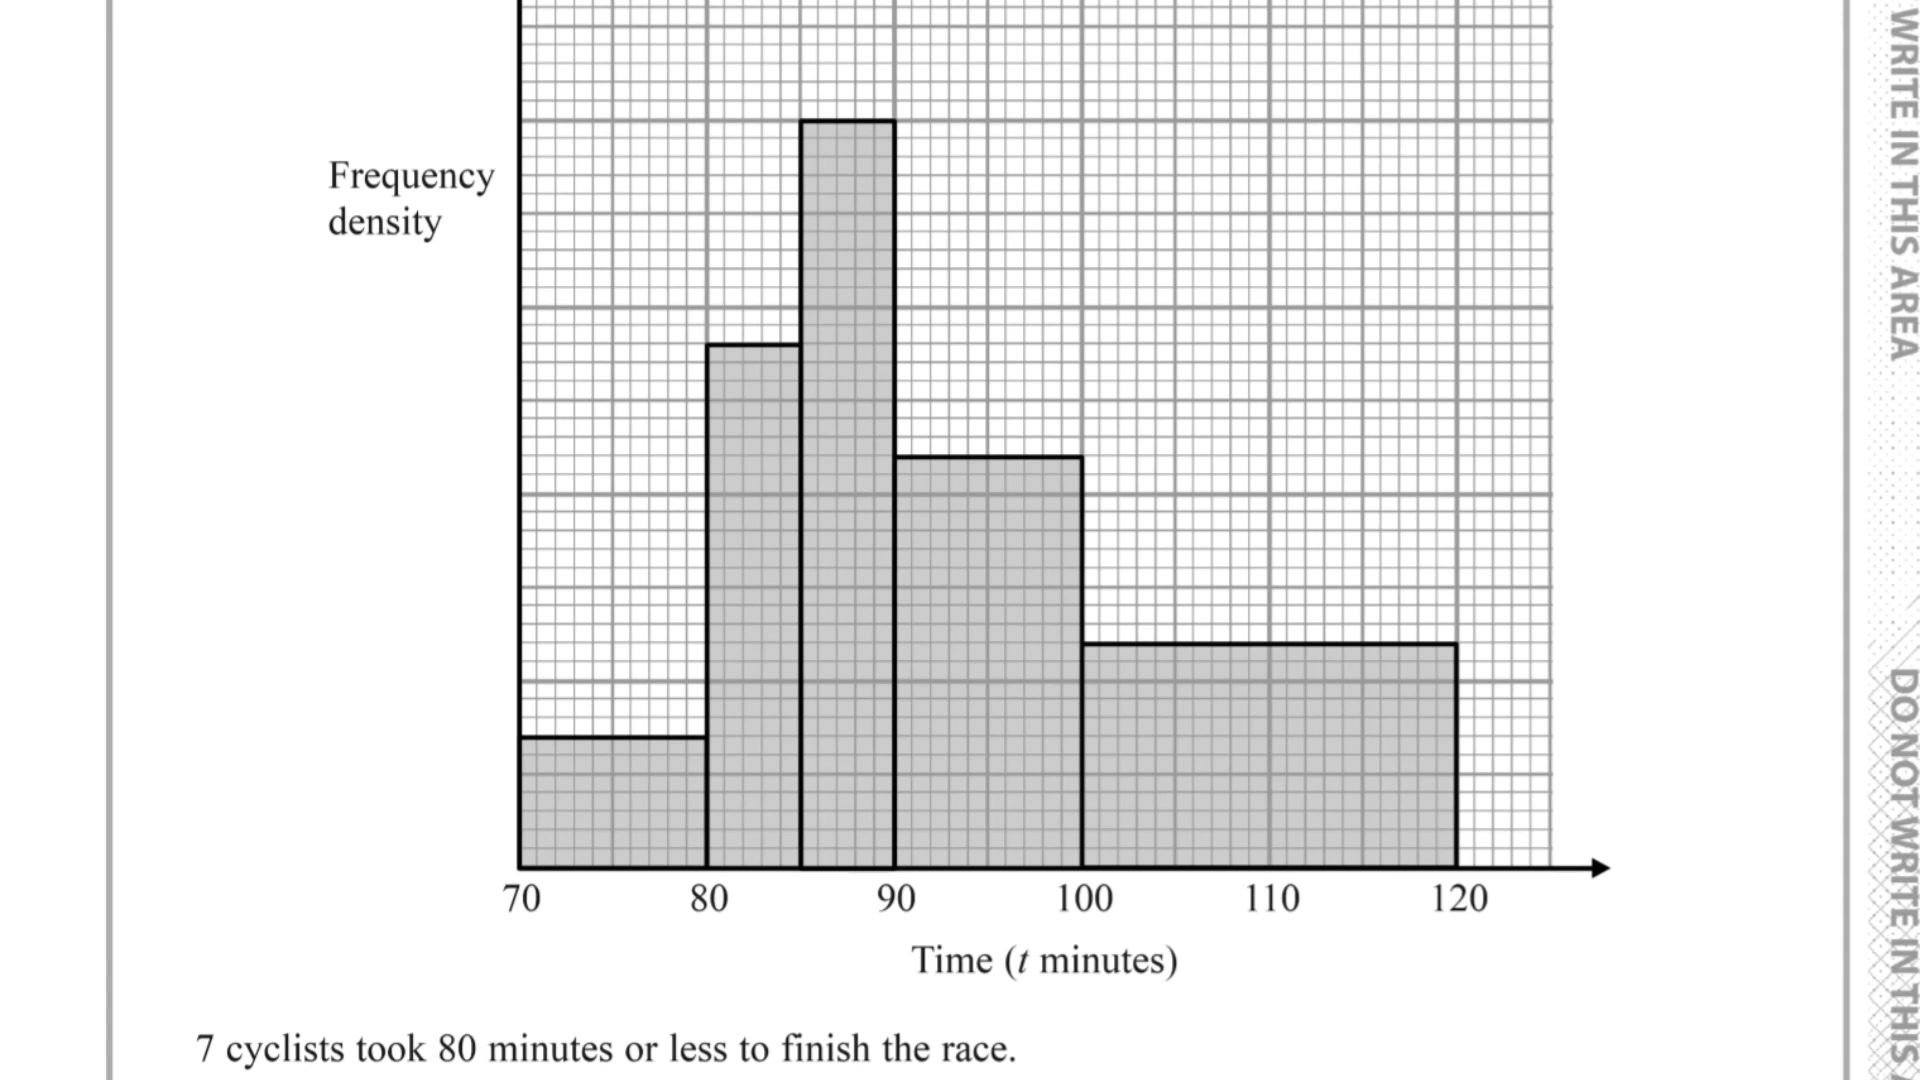 WRITE IN THIS AREA
Frequency
density
70 80 90 100 110 120
Time (t minutes)
DO NOT WRITE IN THIS
7 cyclists took 80 minutes or less to finish the race.